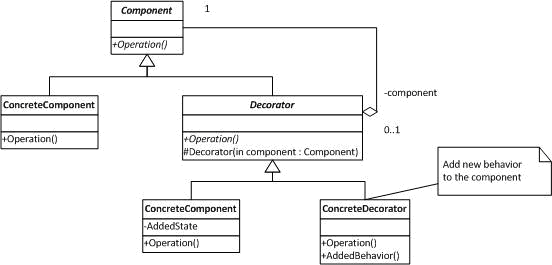 Component
1
+Operation()
ConcreteComponent
+Operation()
Decorator
-component
0..1
+Operation()
#Decorator(in component : Component)
Add new behavior
to the component
ConcreteComponent
-AddedState
+Operation()
ConcreteDecorator
+Operation()
+AddedBehavior()